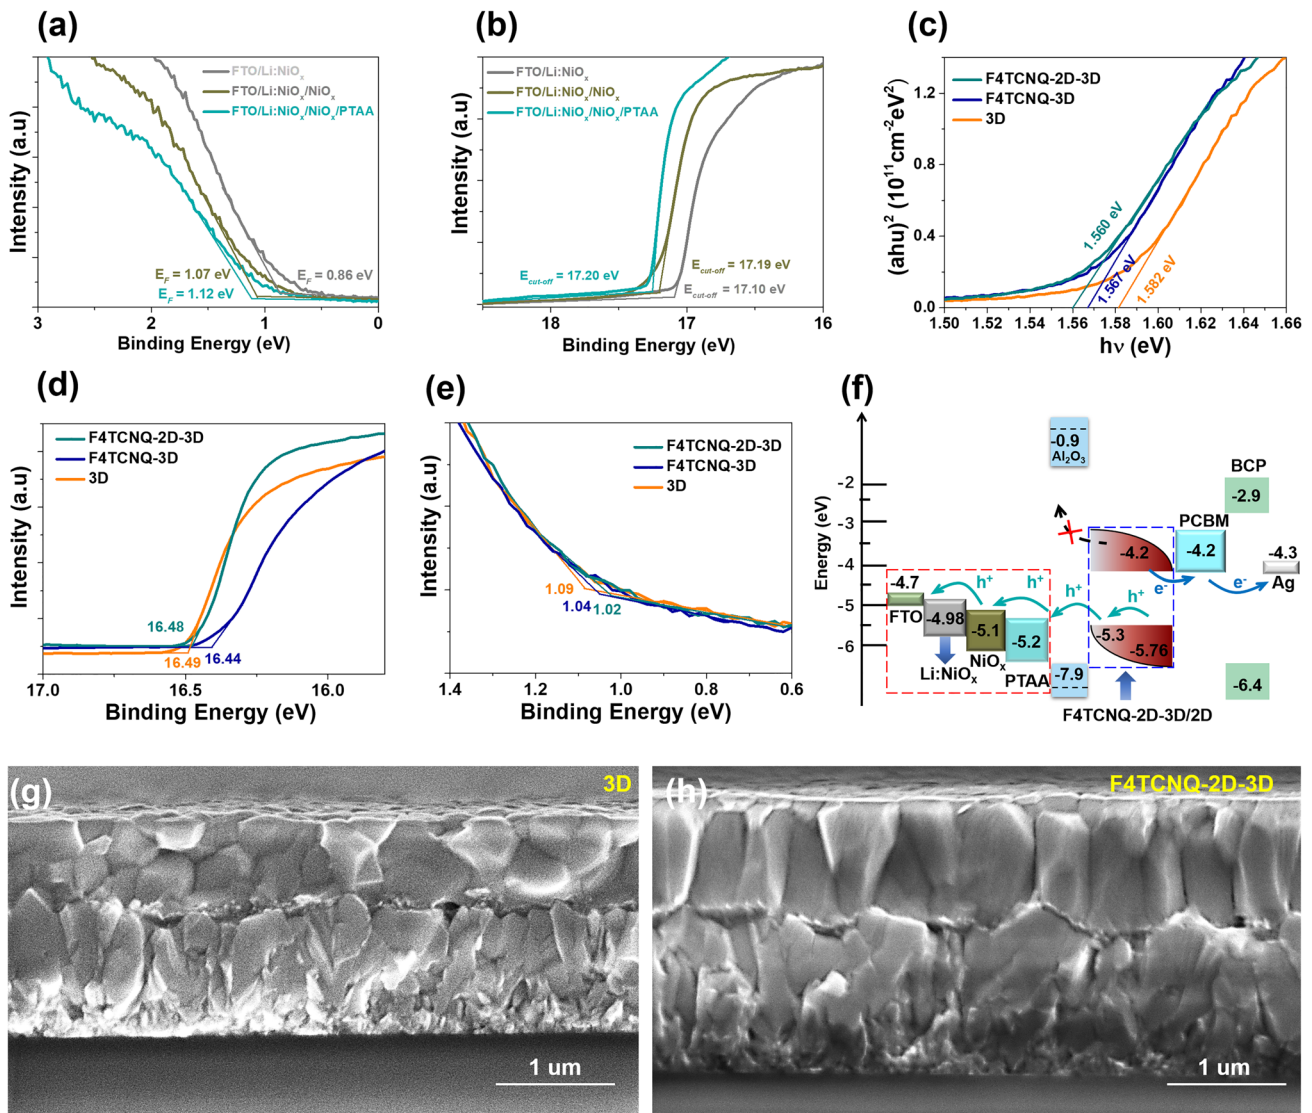 (a)
FTO/Li:NiOx
FTO/Li:NiOx/NiOx
FTO/Li:NiOx/NiOx/PTAA
Intensity (a.u)
EF = 1.07 eV
EF = 0.86 eV
EF = 1.12 eV
3 2 1 0
Binding Energy (eV)
(b)
FTO/Li:NiOx
FTO/Li:NiOx/NiOx
FTO/Li:NiOx/NiOx/PTAA
Intensity (a.u)
Ecut-off = 17.20 eV
Ecut-off = 17.19 eV
Ecut-off = 17.10 eV
18 17 16
Binding Energy (eV)
(c)
F4TCNQ-2D-3D
F4TCNQ-3D
3D
(ahu)2 (1011cm-2eV2)
1.2
0.8
0.4
0.0
1.560 eV
1.567 eV
1.582 eV
1.50 1.52 1.54 1.56 1.58 1.60 1.62 1.64 1.66
hν (eV)
(d)
F4TCNQ-2D-3D
F4TCNQ-3D
3D
Intensity (a.u)
16.48
16.49
16.44
17.0 16.5 16.0
Binding Energy (eV)
(e)
F4TCNQ-2D-3D
F4TCNQ-3D
3D
Intensity (a.u)
1.09
1.04
1.02
1.4 1.2 1.0 0.8 0.6
Binding Energy (eV)
(f)
Energy (eV)
-2
-3
-4
-5
-6
-0.9
Al2O3
BCP
-2.9
PCBM
-4.2
-4.2
-4.3
Ag
e-
e-
-4.7
h+
h+
h+
h+
FTO
-4.98
-5.1
-5.2
-5.3
-5.76
Li:NiOx
NiOx
PTAA
-7.9
-6.4
F4TCNQ-2D-3D/2D
(g)
3D
1 um
(h)
F4TCNQ-2D-3D
1 um